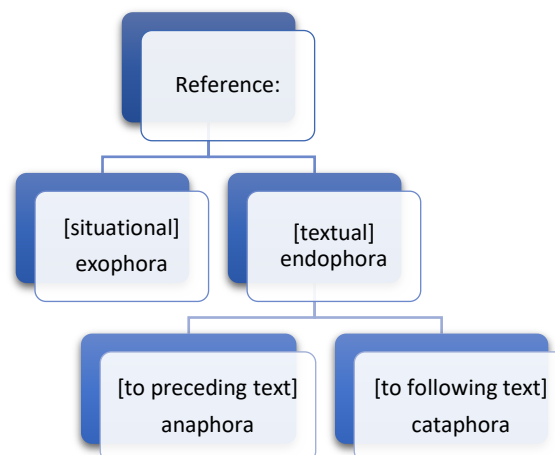 Reference:
[situational]
exophora
[textual]
endophora
[to preceding text]
anaphora
[to following text]
cataphora